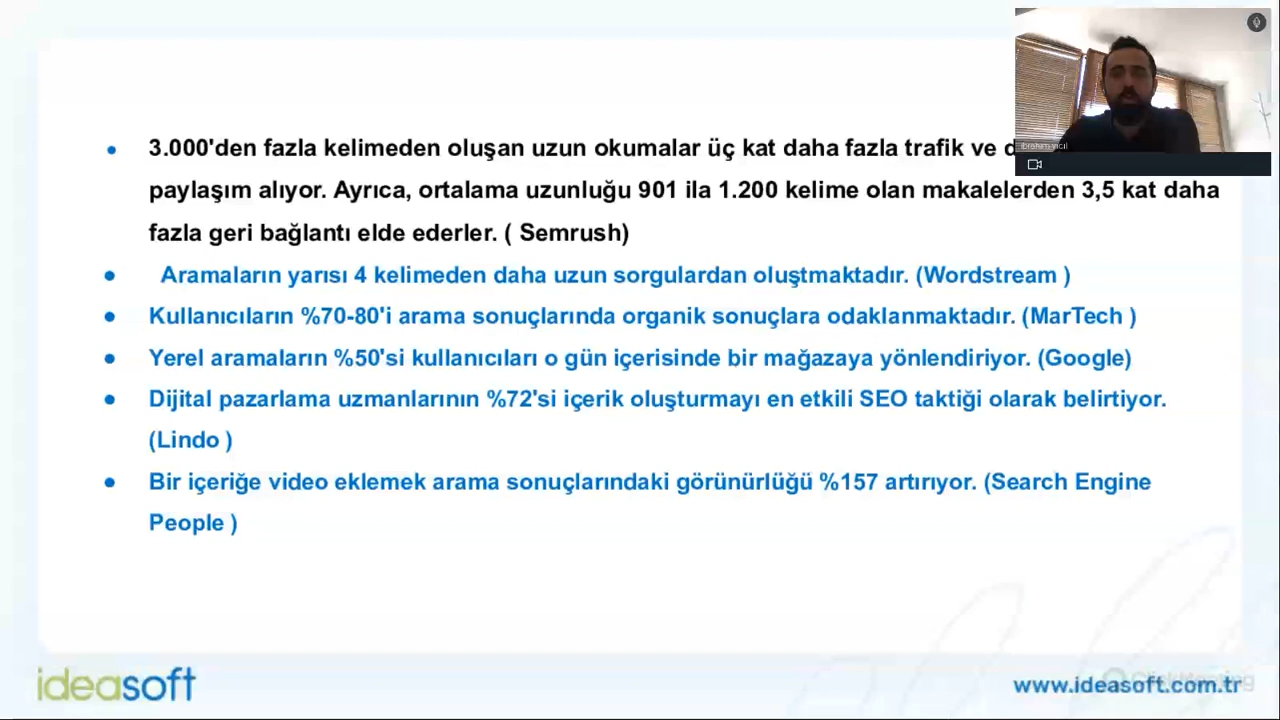 3.000'den fazla kelimeden oluşan uzun okumalar üç kat daha fazla trafik ve
paylaşım alıyor. Ayrıca, ortalama uzunluğu 901 ila 1.200 kelime olan makalelerden 3,5 kat daha
fazla geri bağlantı elde ederler. ( Semrush)
Aramaların yarısı 4 kelimeden daha uzun sorgulardan oluştmaktadır. (Wordstream )
Kullanıcıların %70-80'i arama sonuçlarında organik sonuçlara odaklanmaktadır. (MarTech )
Yerel aramaların %50'si kullanıcıları o gün içerisinde bir mağazaya yönlendiriyor. (Google)
Dijital pazarlama uzmanlarının %72'si içerik oluşturmayı en etkili SEO taktiği olarak belirtiyor.
(Lindo )
Bir içeriğe video eklemek arama sonuçlarındaki görünürlüğü %157 artırıyor. (Search Engine
People )
ideasoft
www.ideasoft.com.tr